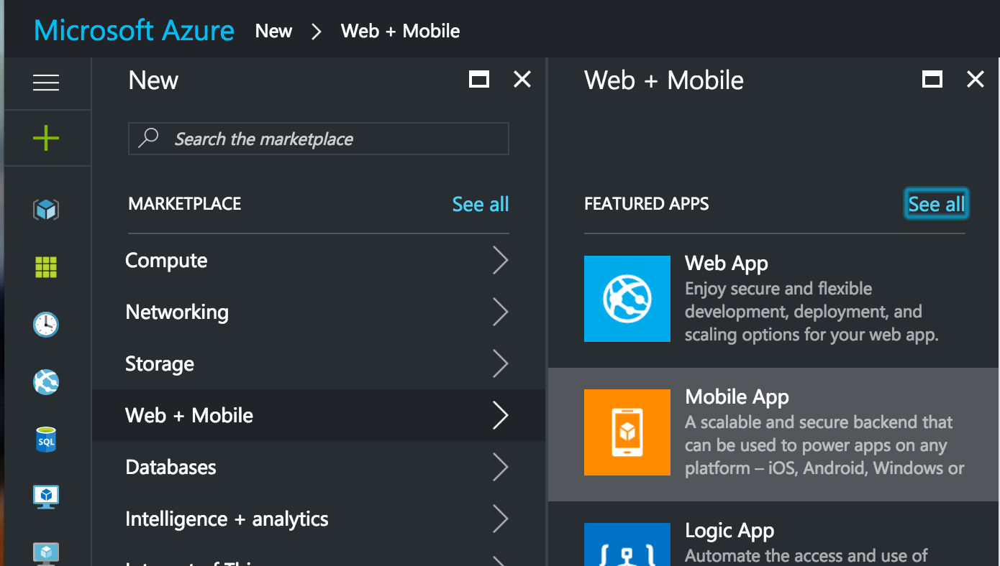 Microsoft Azure New > Web + Mobile
New
Search the marketplace
MARKETPLACE See all
Compute
Networking
Storage
Web + Mobile
Databases
Intelligence + analytics
SQL
Web + Mobile
FEATURED APPS See all
Web App
Enjoy secure and flexible
development, deployment, and
scaling options for your web app.
Mobile App
A scalable and secure backend that
can be used to power apps on any
platform – iOS, Android, Windows or
Logic App
Automate the access and use of